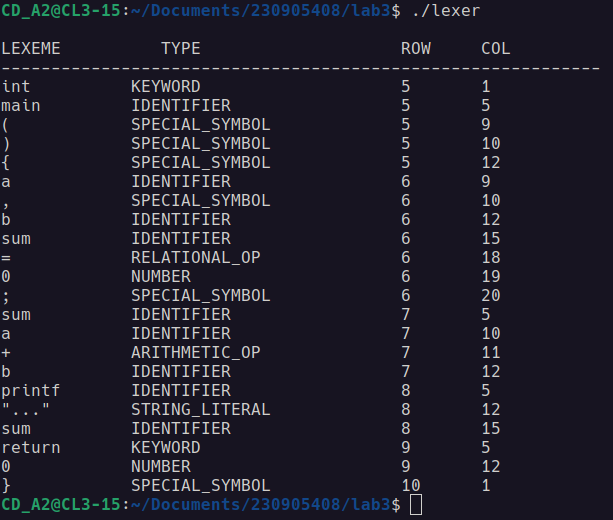 CD_A2@CL3-15:~/Documents/230905408/lab3$ ./lexer
LEXEME TYPE ROW COL
------------------------------------------------------------
int KEYWORD 5 1
main IDENTIFIER 5 5
( SPECIAL_SYMBOL 5 9
) SPECIAL_SYMBOL 5 10
{ SPECIAL_SYMBOL 5 12
a IDENTIFIER 6 9
, SPECIAL_SYMBOL 6 10
b IDENTIFIER 6 12
sum IDENTIFIER 6 15
= RELATIONAL_OP 6 18
0 NUMBER 6 19
; SPECIAL_SYMBOL 6 20
sum IDENTIFIER 7 5
a IDENTIFIER 7 10
+ ARITHMETIC_OP 7 11
b IDENTIFIER 7 12
printf IDENTIFIER 8 5
"..." STRING_LITERAL 8 12
sum IDENTIFIER 8 15
return KEYWORD 9 5
0 NUMBER 9 12
} SPECIAL_SYMBOL 10 1
CD_A2@CL3-15:~/Documents/230905408/lab3$